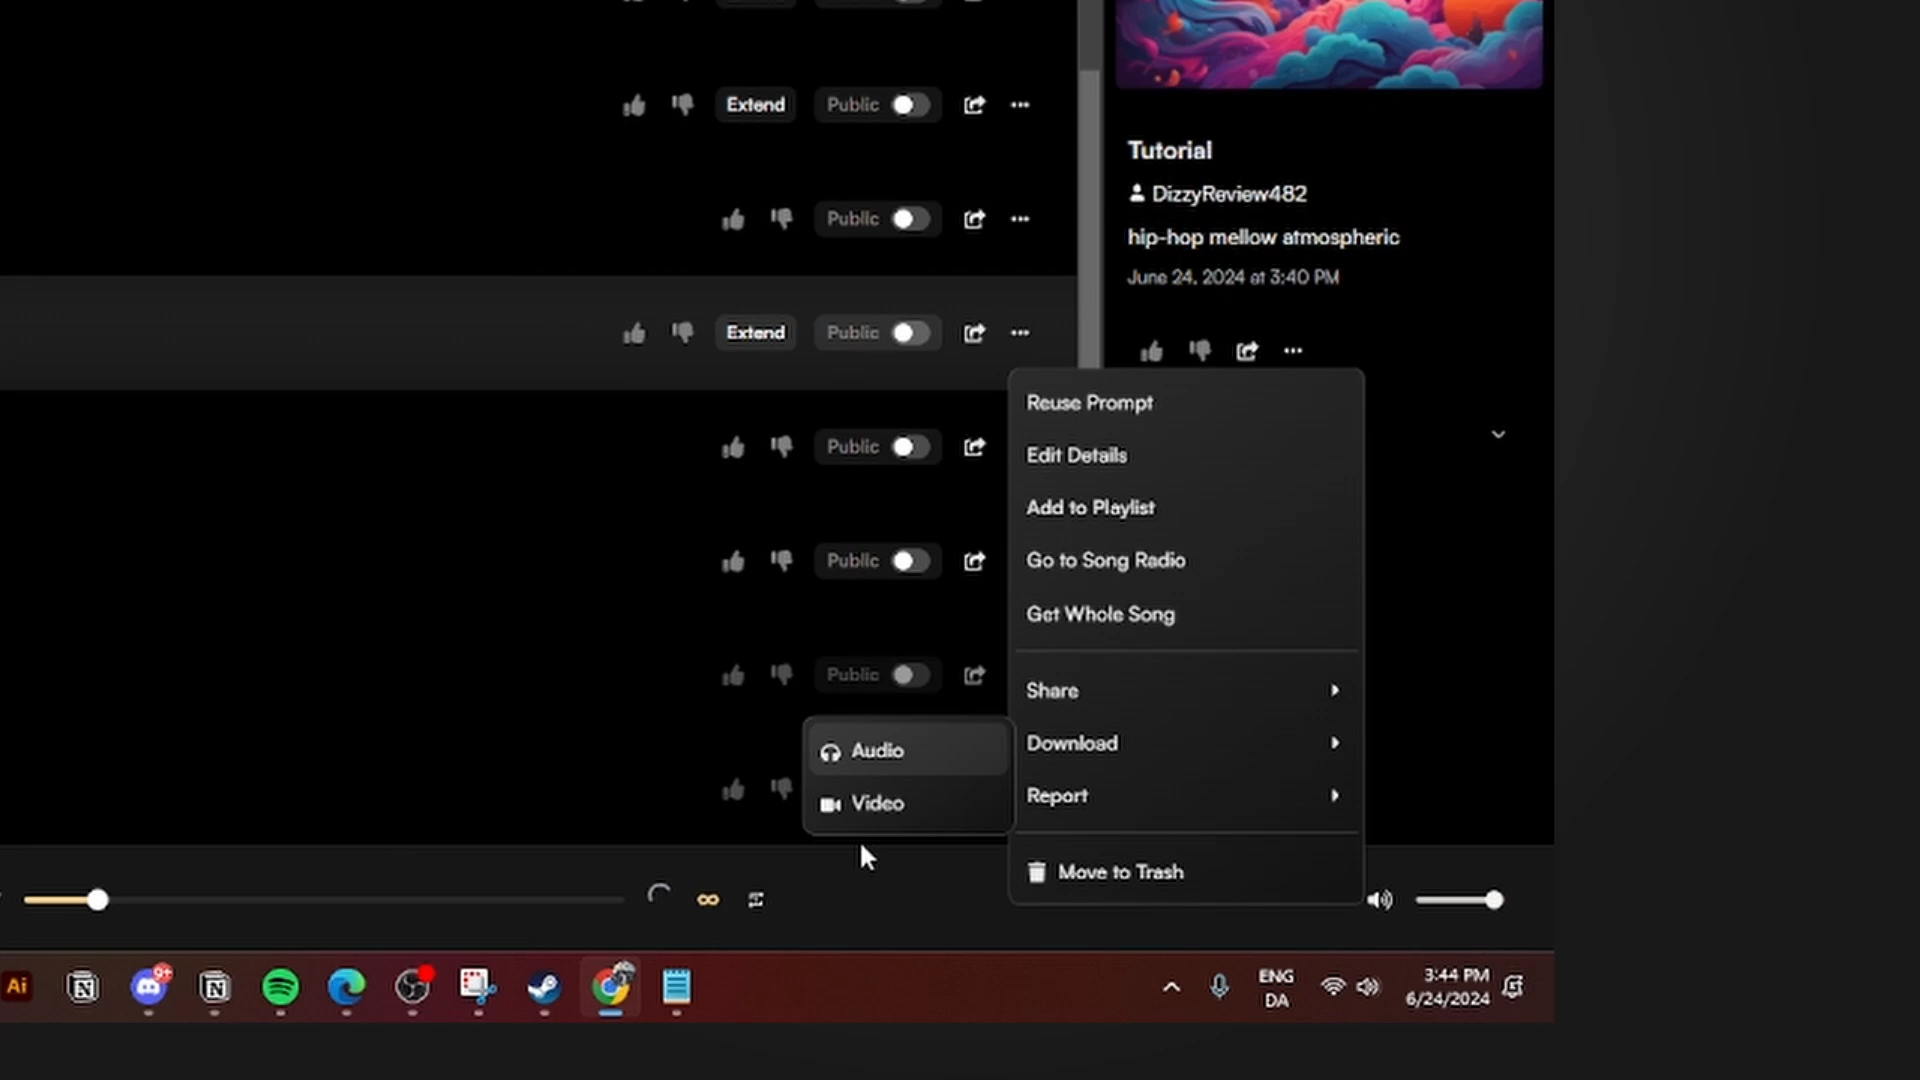 Extend Public
Public
Extend Public
Public
Public
Public
Tutorial
DizzyReview482
hip-hop mellow atmospheric
June 24, 2024 at 3:40 PM
Reuse Prompt
Edit Details
Add to Playlist
Go to Song Radio
Get Whole Song
Share
Download
Report
Move to Trash
Audio
Video
Ai
9+
ENG
DA
3:44 PM
6/24/2024